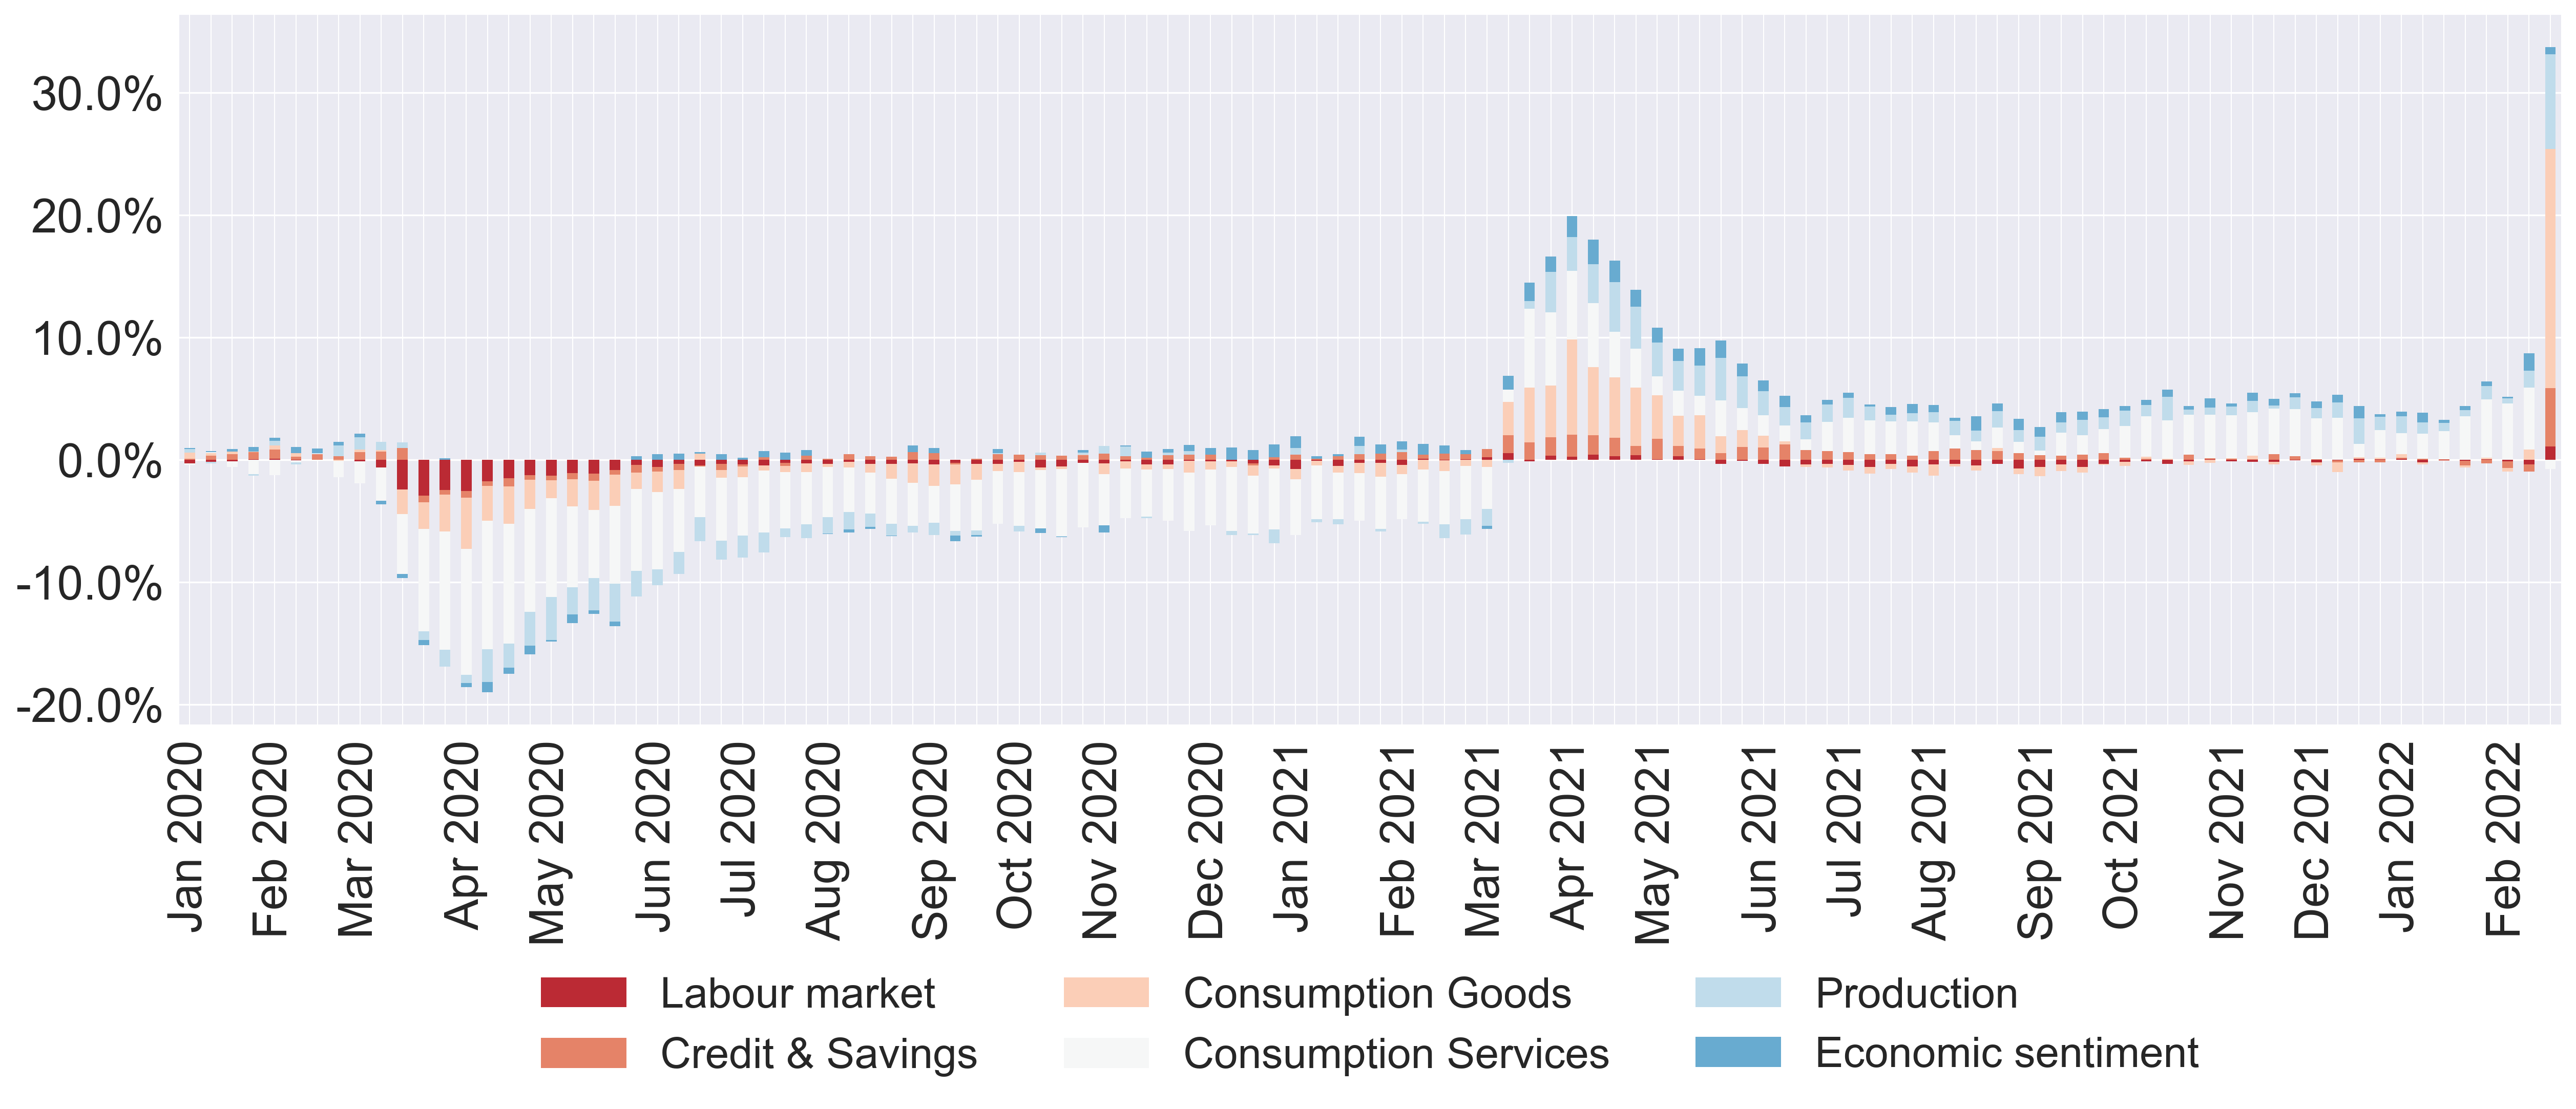 30.0%
20.0%
10.0%
0.0%
-10.0%
-20.0%
Jan 2020
Feb 2020
Mar 2020
Apr 2020
May 2020
Jun 2020
Jul 2020
Aug 2020
Sep 2020
Oct 2020
Nov 2020
Dec 2020
Jan 2021
Feb 2021
Mar 2021
Apr 2021
May 2021
Jun 2021
Jul 2021
Aug 2021
Sep 2021
Oct 2021
Nov 2021
Dec 2021
Jan 2022
Feb 2022
Labour market
Consumption Goods
Production
Credit & Savings
Consumption Services
Economic sentiment